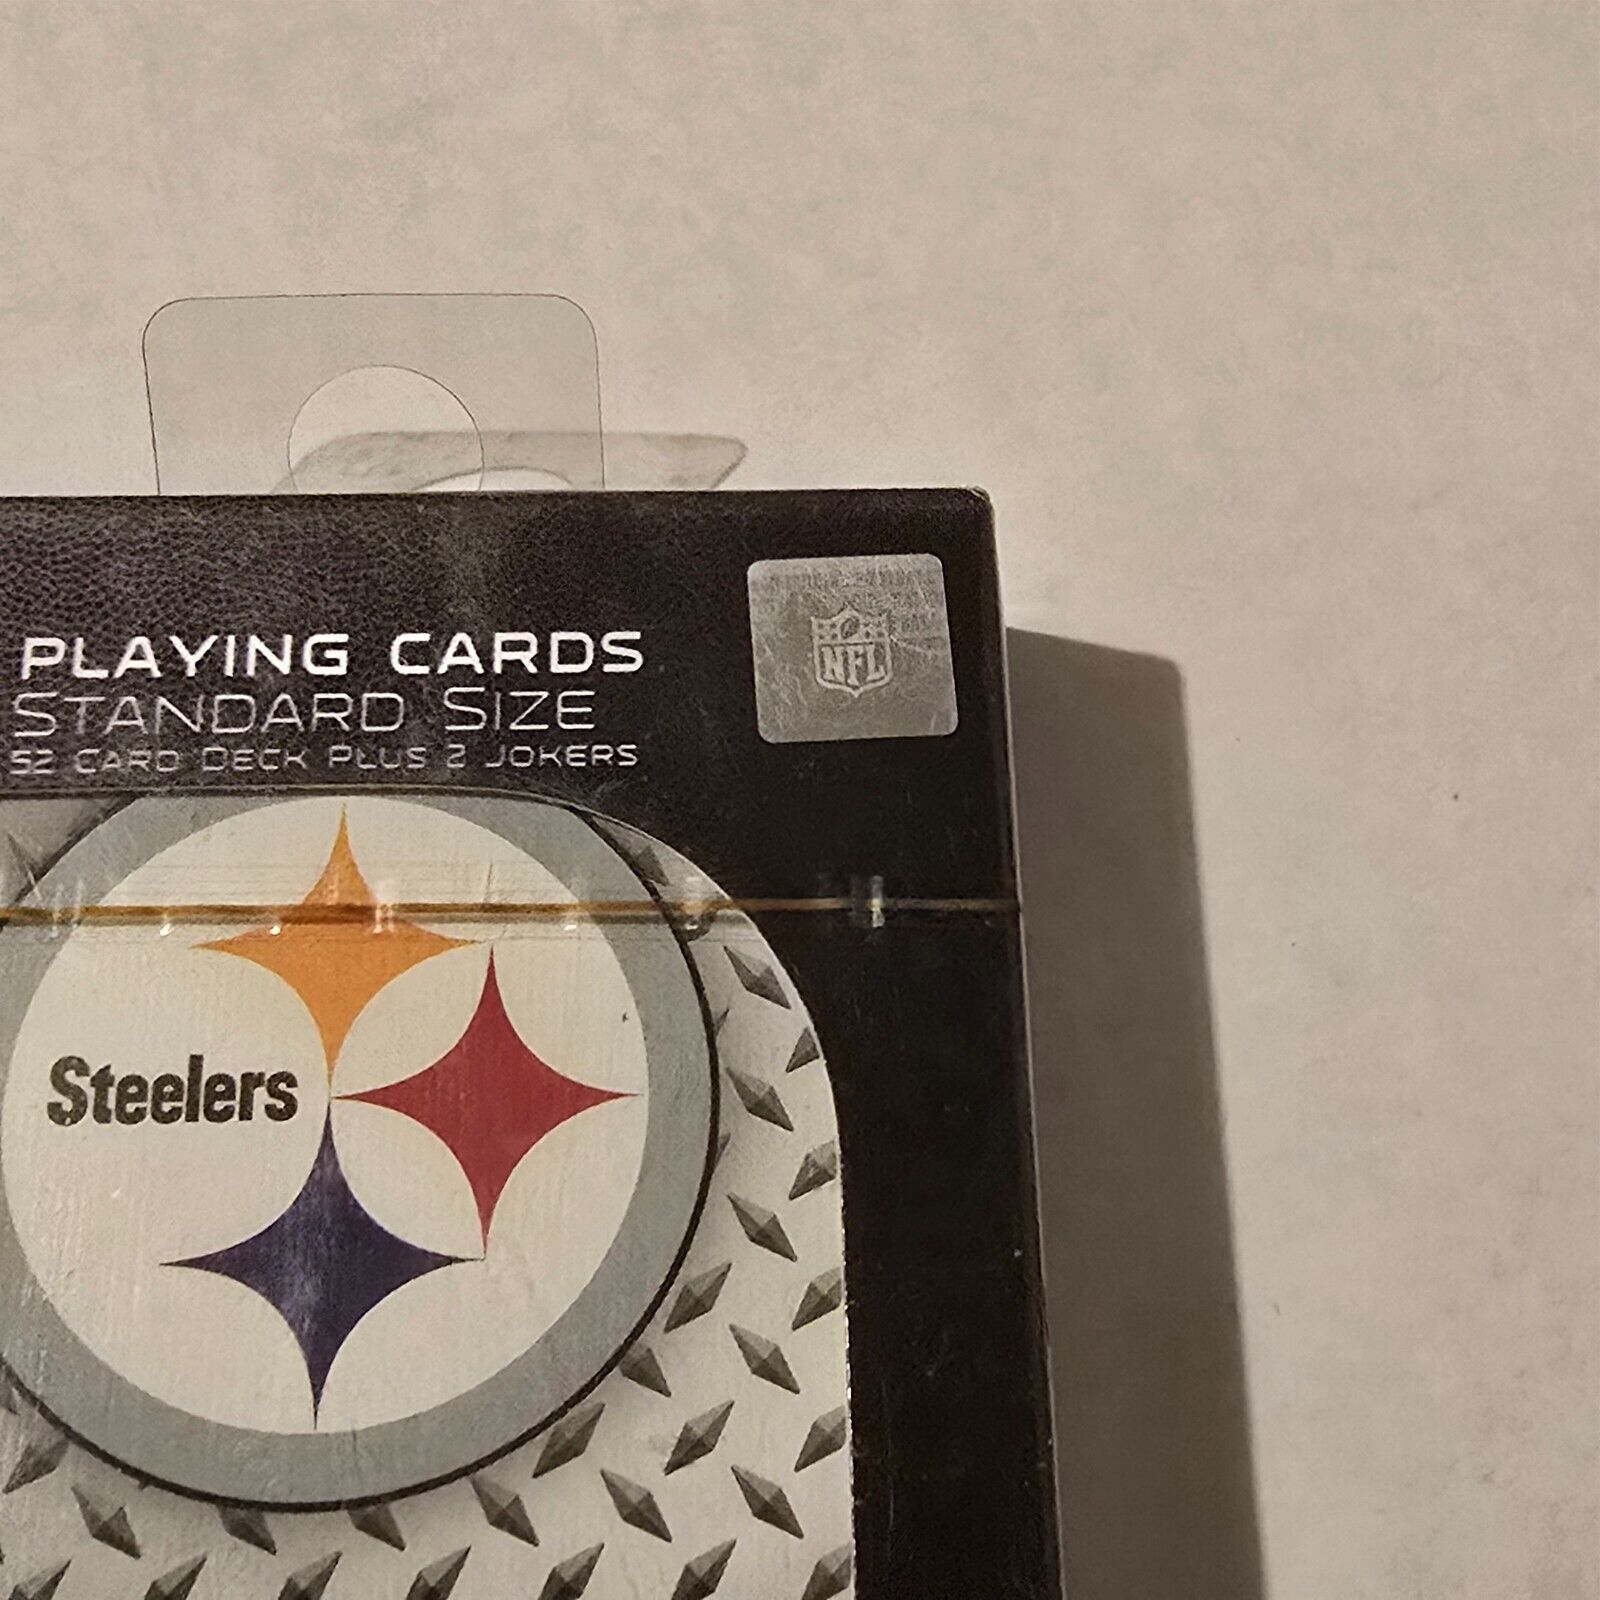 PLAYING CARDS
STANDARD SIZE
52 CARD DECK PLUS 2 JOKERS
NFL
Steelers